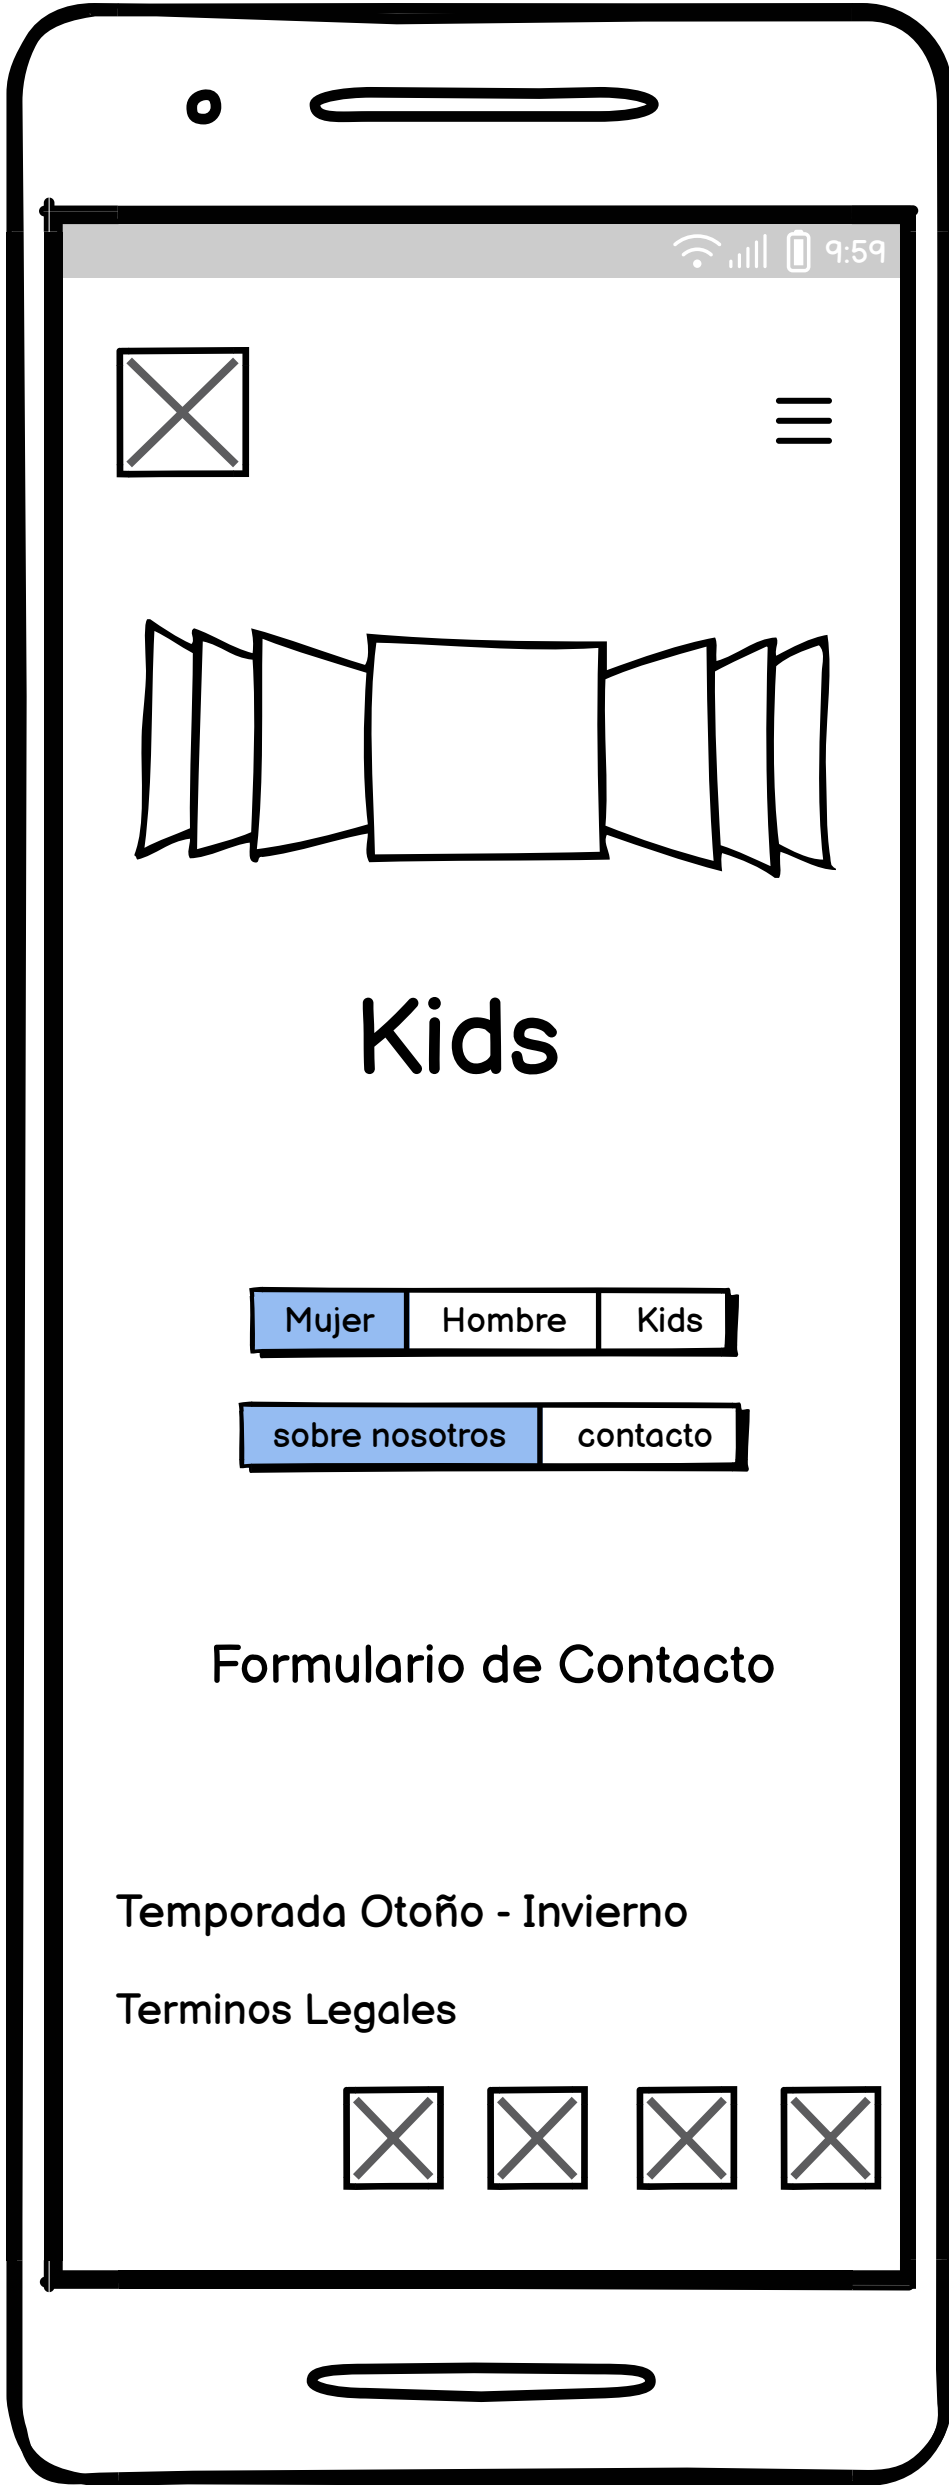 9:59
Kids
Mujer Hombre Kids
sobre nosotros contacto
Formulario de Contacto
Temporada Otoño - Invierno
Terminos Legales